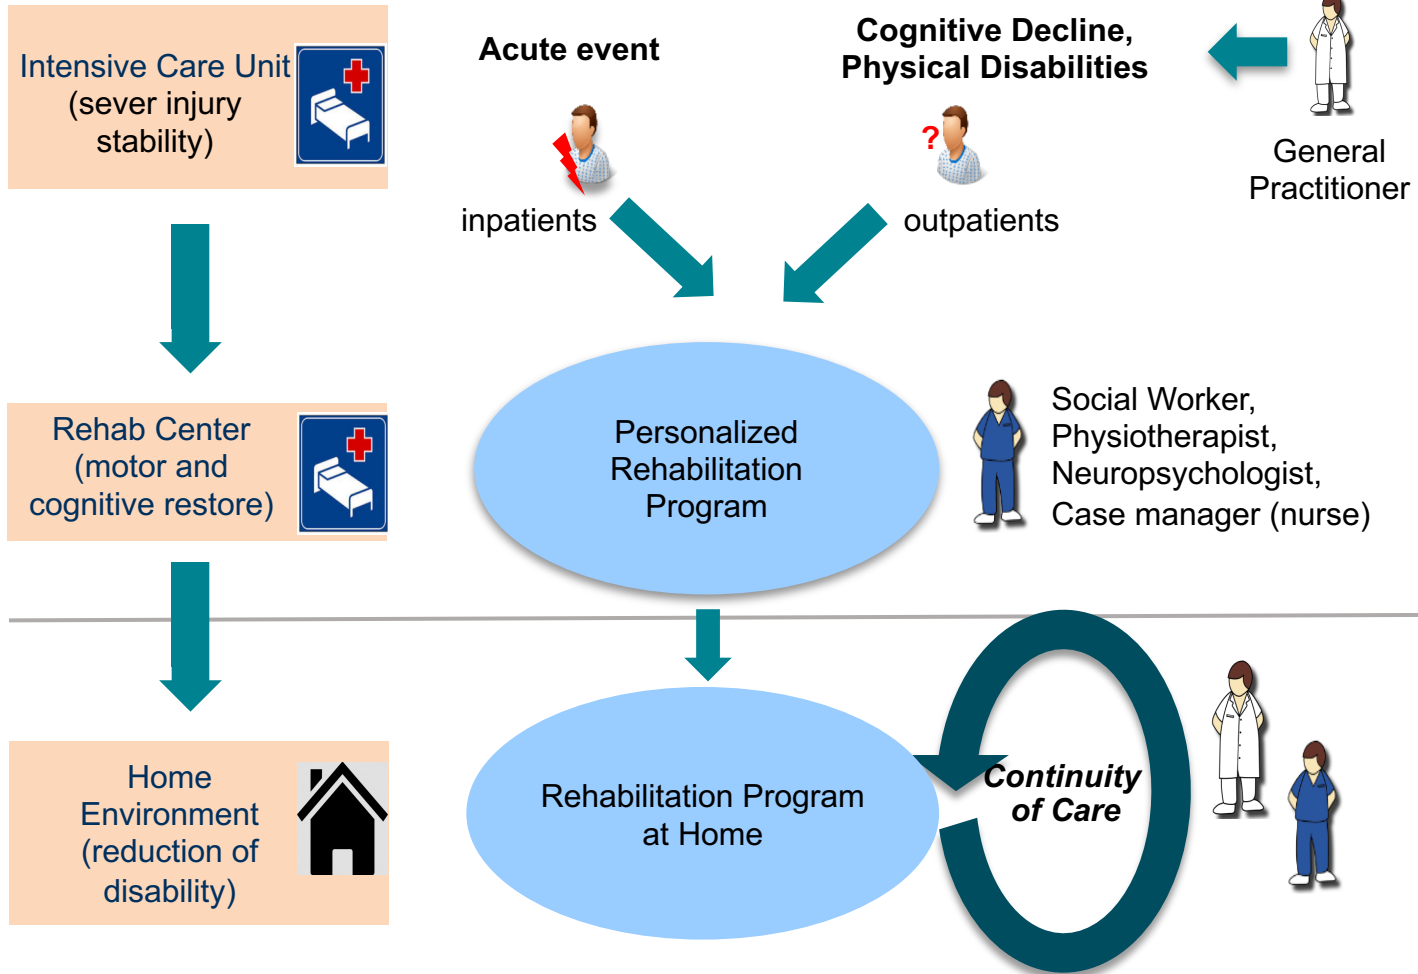 Intensive Care Unit
(sever injury
stability)
Acute event
Cognitive Decline,
Physical Disabilities
?
General
Practitioner
inpatients
outpatients
Rehab Center
(motor and
cognitive restore)
Personalized
Rehabilitation
Program
Social Worker,
Physiotherapist,
Neuropsychologist,
Case manager (nurse)
Home
Environment
(reduction of
disability)
Rehabilitation Program
at Home
Continuity
of Care